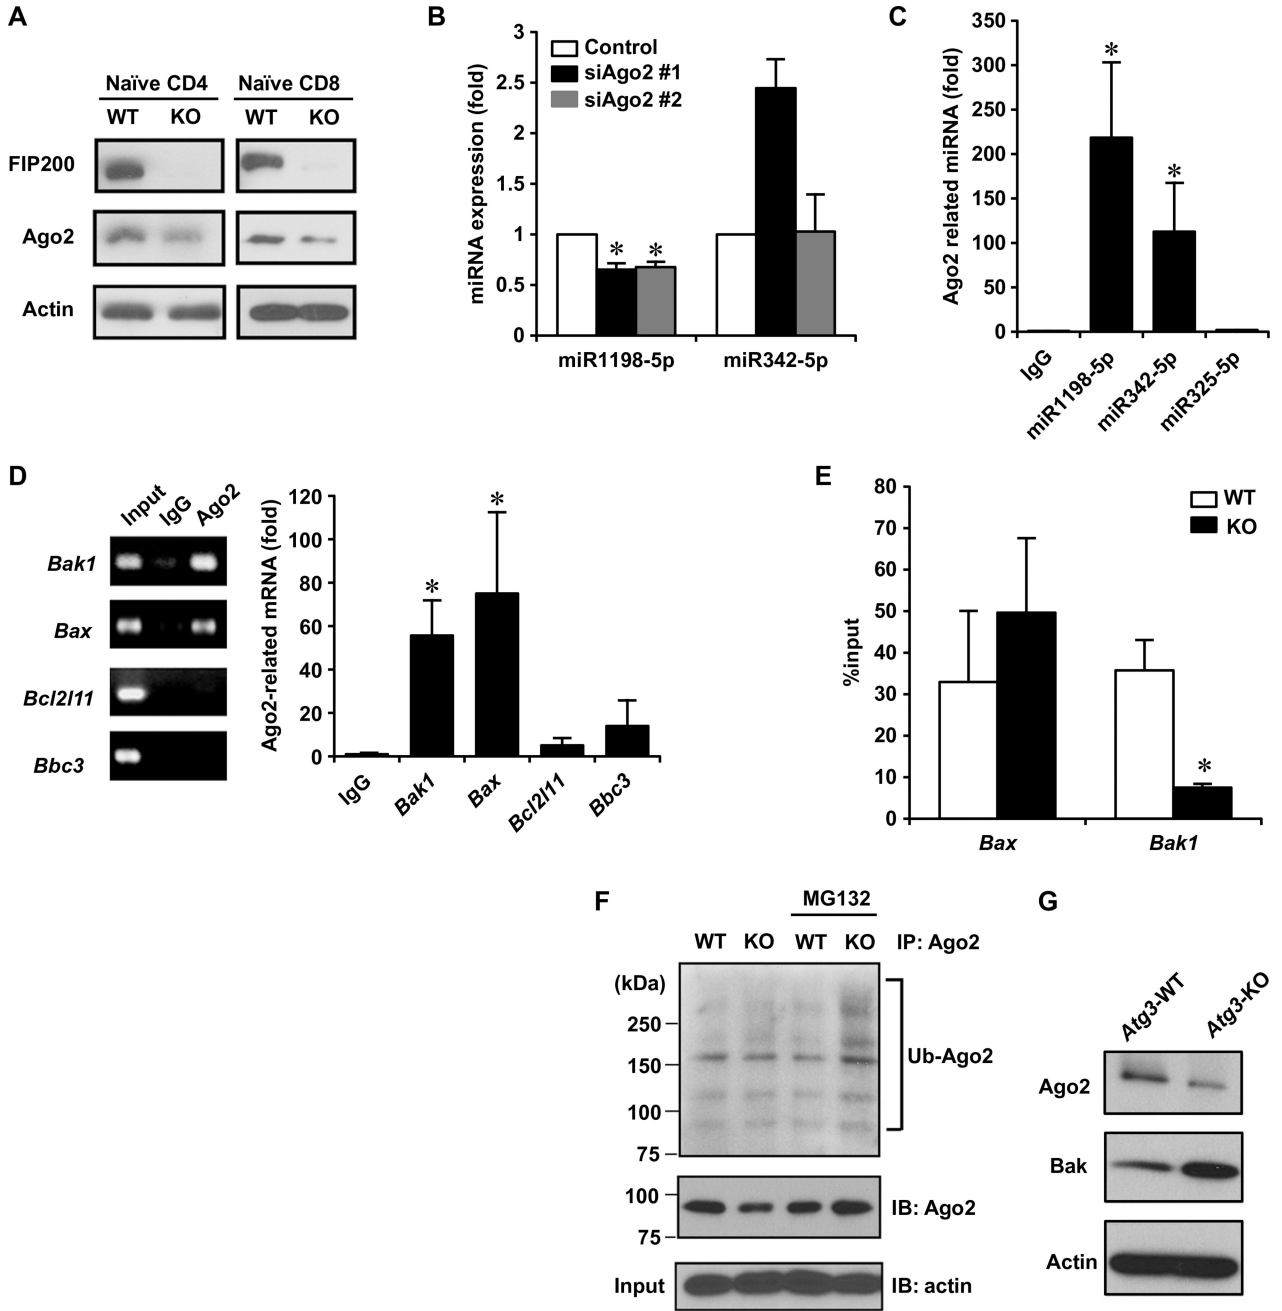 A
Naïve CD4
Naïve CD8
WT
KO
WT
KO
FIP200
Ago2
Actin
B
miRNA expression (fold)
3
2.5
2
1.5
1
0.5
0
Control
siAgo2 #1
siAgo2 #2
*
*
miR1198-5p
miR342-5p
C
Ago2 related miRNA (fold)
350
300
250
200
150
100
50
0
*
*
IgG
miR1198-5p
miR342-5p
miR325-5p
D
Input
IgG
Ago2
Bak1
Bax
Bcl2l11
Bbc3
Ago2-related mRNA (fold)
120
100
80
60
40
20
0
*
*
IgG
Bak1
Bax
Bcl2l11
Bbc3
E
%input
80
70
60
50
40
30
20
10
0
WT
KO
*
Bax
Bak1
F
MG132
WT
KO
WT
KO
IP: Ago2
(kDa)
250
150
100
75
Ub-Ago2
100
75
IB: Ago2
Input
IB: actin
G
Atg3-WT
Atg3-KO
Ago2
Bak
Actin